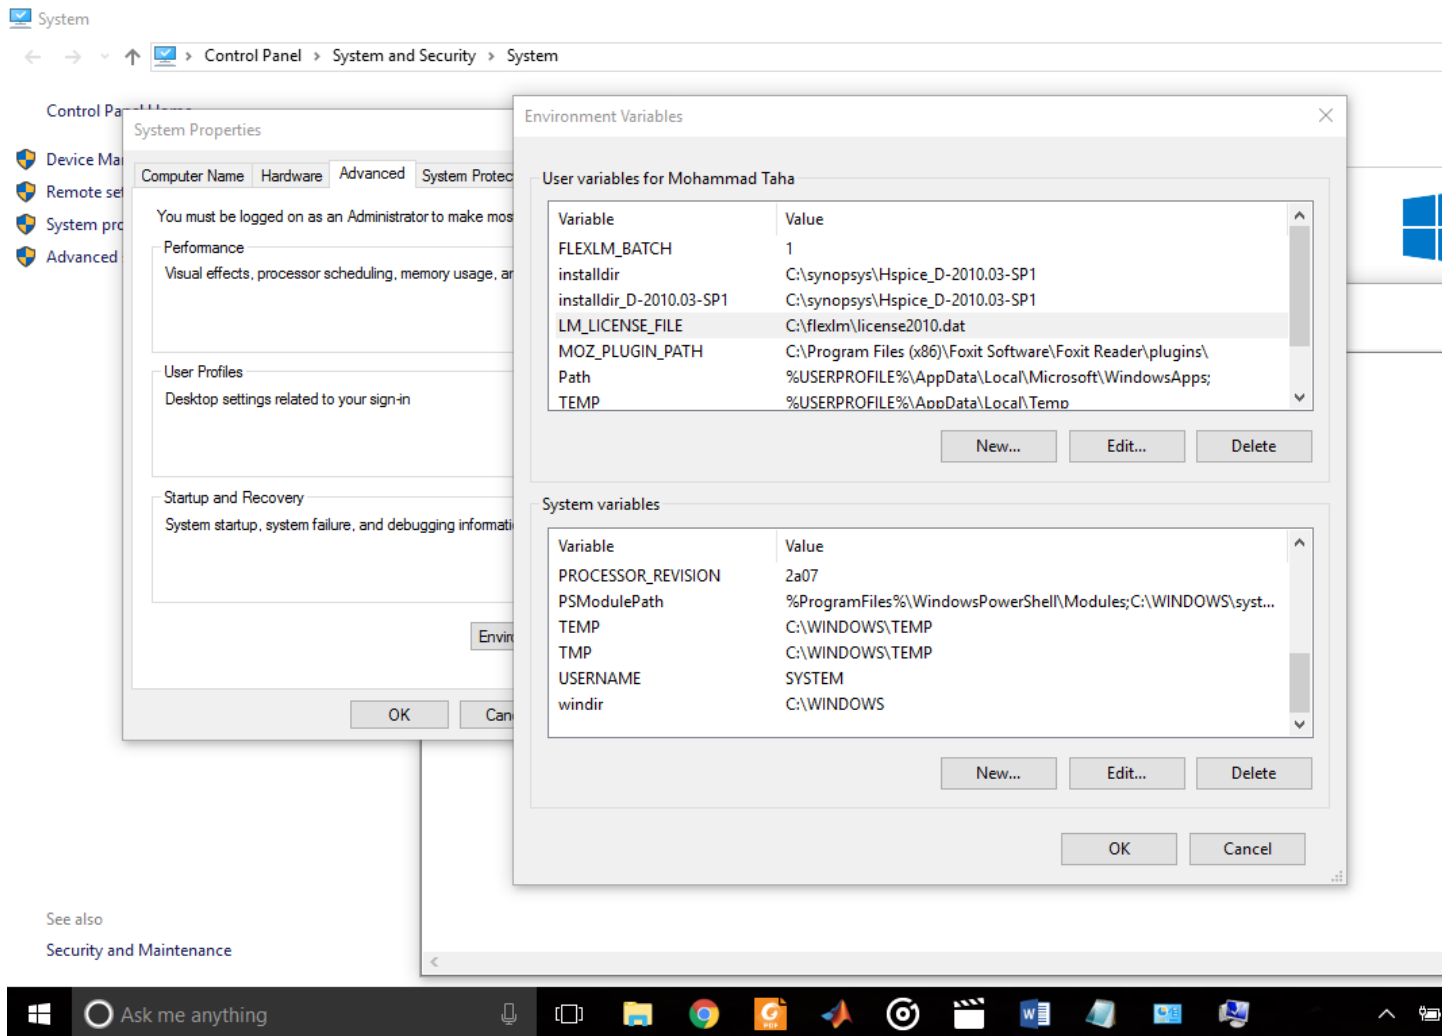 System
Control Panel > System and Security > System
Control Panel Home
Device Ma
Remote set
System pro
Advanced
See also
Security and Maintenance
System Properties
Computer Name Hardware Advanced System Protec
You must be logged on as an Administrator to make mos
Performance
Visual effects, processor scheduling, memory usage, an
User Profiles
Desktop settings related to your sign-in
Startup and Recovery
System startup, system failure, and debugging informati
Enviro
OK Can
Environment Variables
User variables for Mohammad Taha
Variable Value
FLEXLM_BATCH 1
installdir C:\synopsys\Hspice_D-2010.03-SP1
installdir_D-2010.03-SP1 C:\synopsys\Hspice_D-2010.03-SP1
LM_LICENSE_FILE C:\flexlm\license2010.dat
MOZ_PLUGIN_PATH C:\Program Files (x86)\Foxit Software\Foxit Reader\plugins\
Path %USERPROFILE%\AppData\Local\Microsoft\WindowsApps;
TEMP %USERPROFILE%\AppData\Local\Temp
New... Edit... Delete
System variables
Variable Value
PROCESSOR_REVISION 2a07
PSModulePath %ProgramFiles%\WindowsPowerShell\Modules;C:\WINDOWS\syst...
TEMP C:\WINDOWS\TEMP
TMP C:\WINDOWS\TEMP
USERNAME SYSTEM
windir C:\WINDOWS
New... Edit... Delete
OK Cancel
Ask me anything